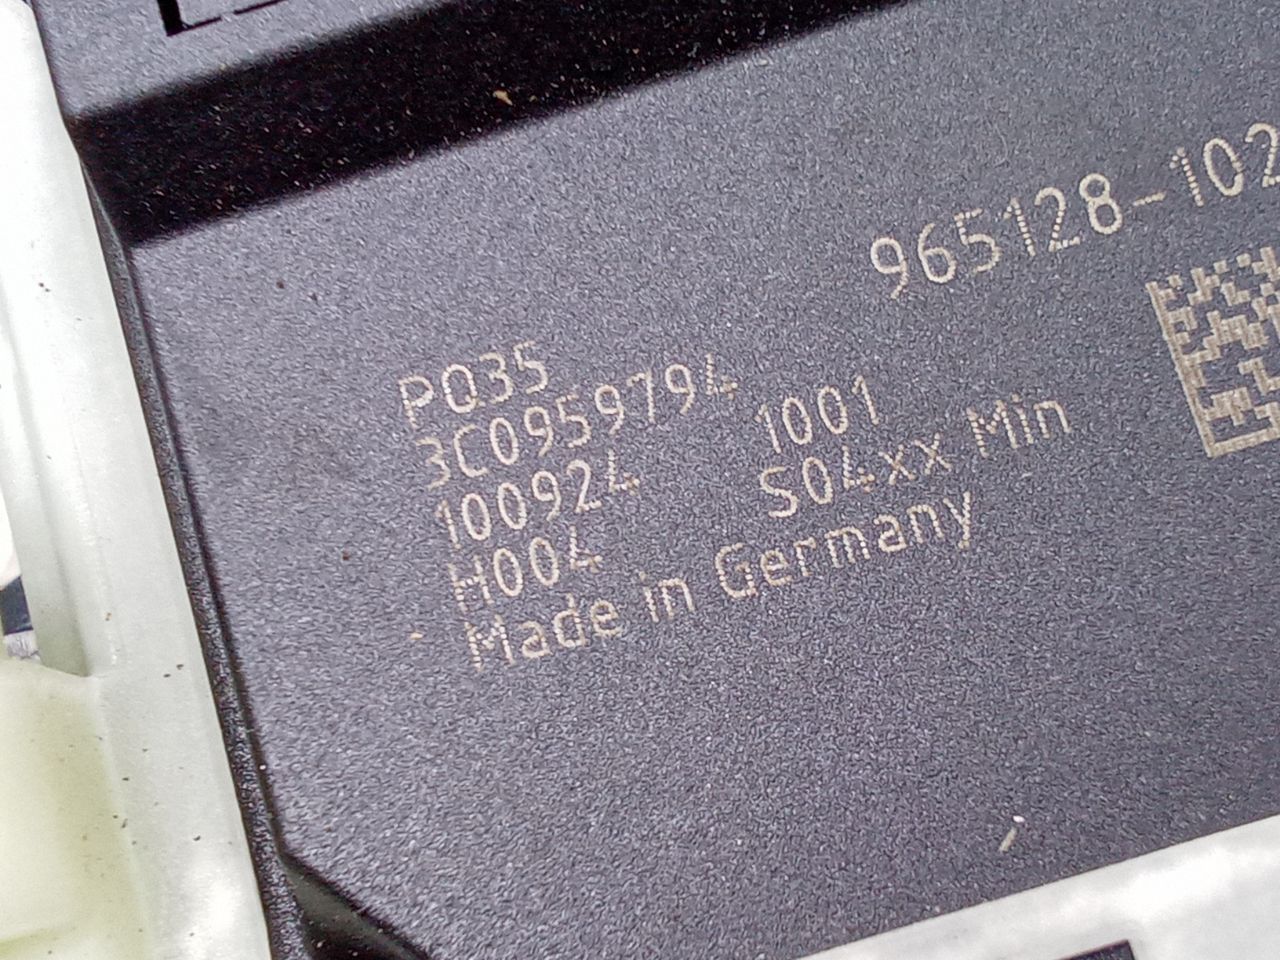 965128-102
PQ35
3C0959794
100924 1001
H004 S04xx Min
Made in Germany